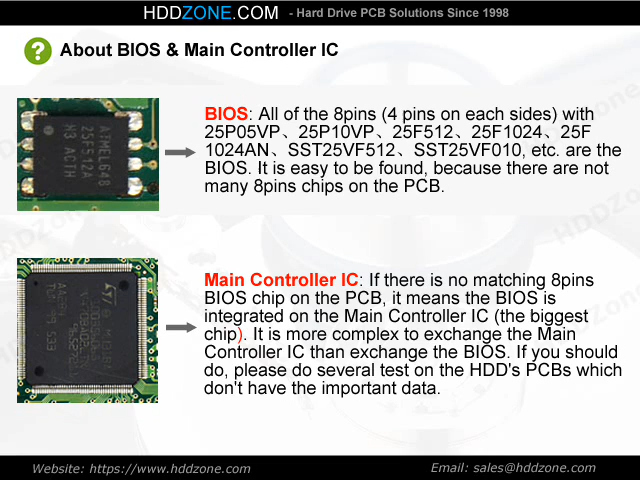 HDDZONE.COM - Hard Drive PCB Solutions Since 1998
? About BIOS & Main Controller IC
ATMEL648
25F512A
N3 ACTH
BIOS: All of the 8pins (4 pins on each sides) with
25P05VP、25P10VP、25F512、25F1024、25F
1024AN、SST25VF512、SST25VF010, etc. are the
BIOS. It is easy to be found, because there are not
many 8pins chips on the PCB.
Main Controller IC: If there is no matching 8pins
BIOS chip on the PCB, it means the BIOS is
integrated on the Main Controller IC (the biggest
chip). It is more complex to exchange the Main
Controller IC than exchange the BIOS. If you should
do, please do several test on the HDD's PCBs which
don't have the important data.
Website: https://www.hddzone.com Email: sales@hddzone.com